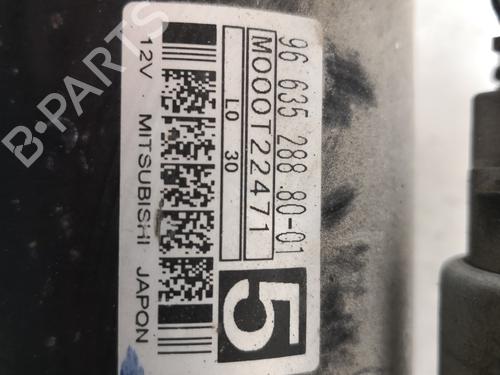 96 635 288 80-01
M000T22471
L0 30
5
12V MITSUBISHI JAPON
B-PARTS